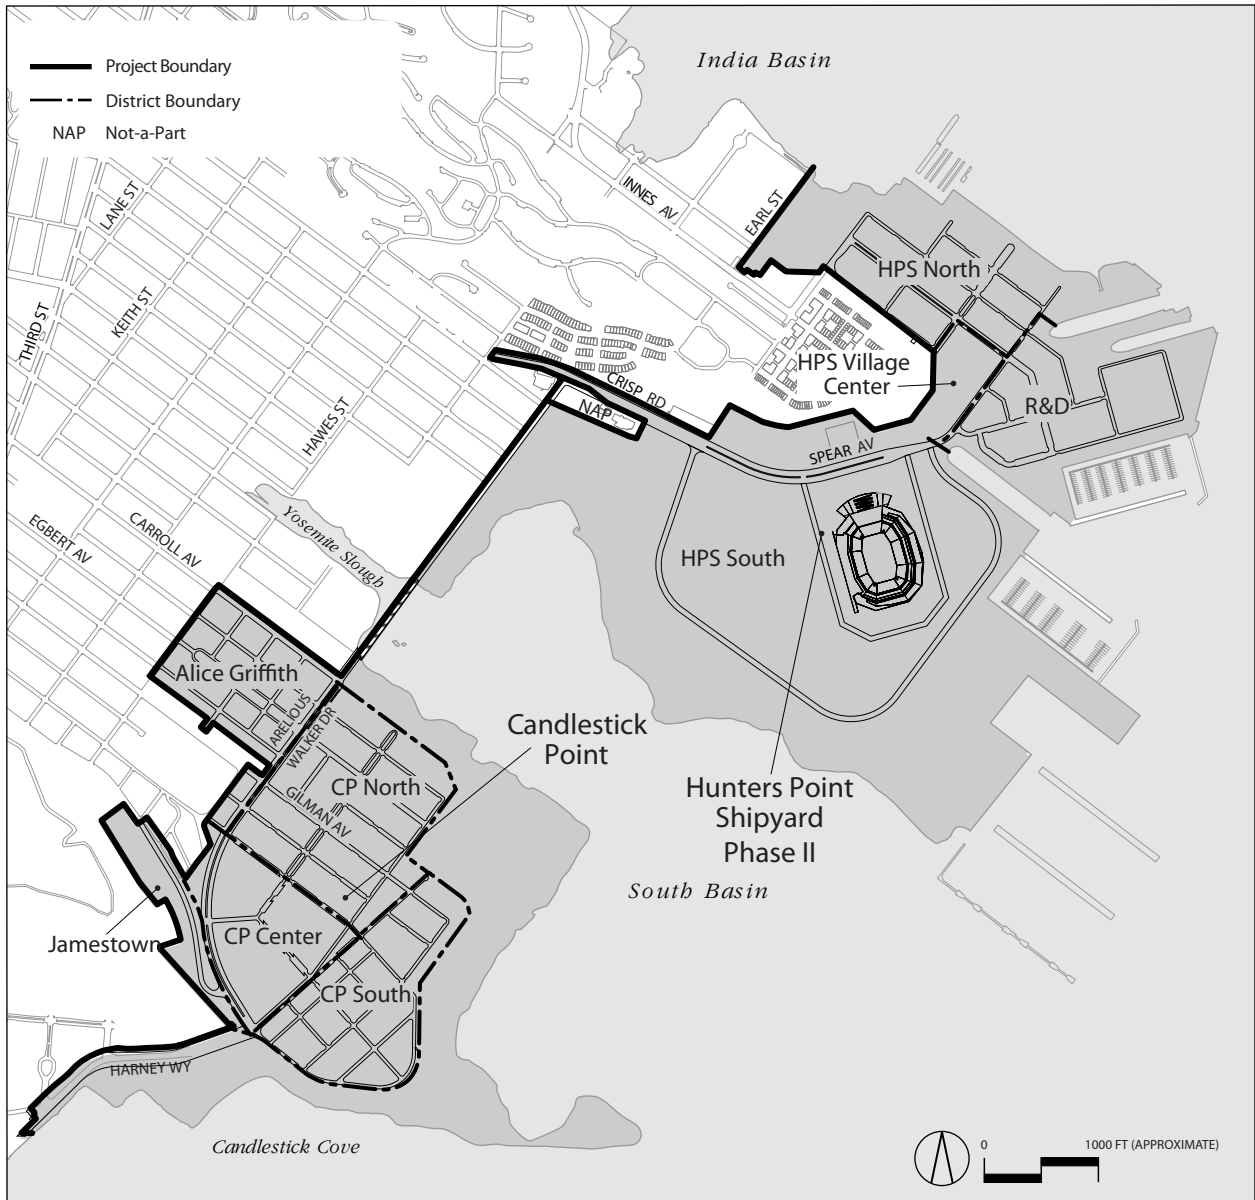 India Basin
Project Boundary
District Boundary
NAP Not-a-Part
INNES AV
EARL ST
LANE ST
HPS North
THIRD ST
KEITH ST
HPS Village
Center
CRISP RD
NAP
R&D
HAWES ST
SPEAR AV
Yosemite Slough
EGBERT AV
CARROLL AV
HPS South
Alice Griffith
ARELIOUS
WALKER DR
Candlestick
Point
CP North
GILMAN AV
Hunters Point
Shipyard
Phase II
South Basin
Jamestown
CP Center
CP South
HARNEY WY
Candlestick Cove
0 1000 FT (APPROXIMATE)